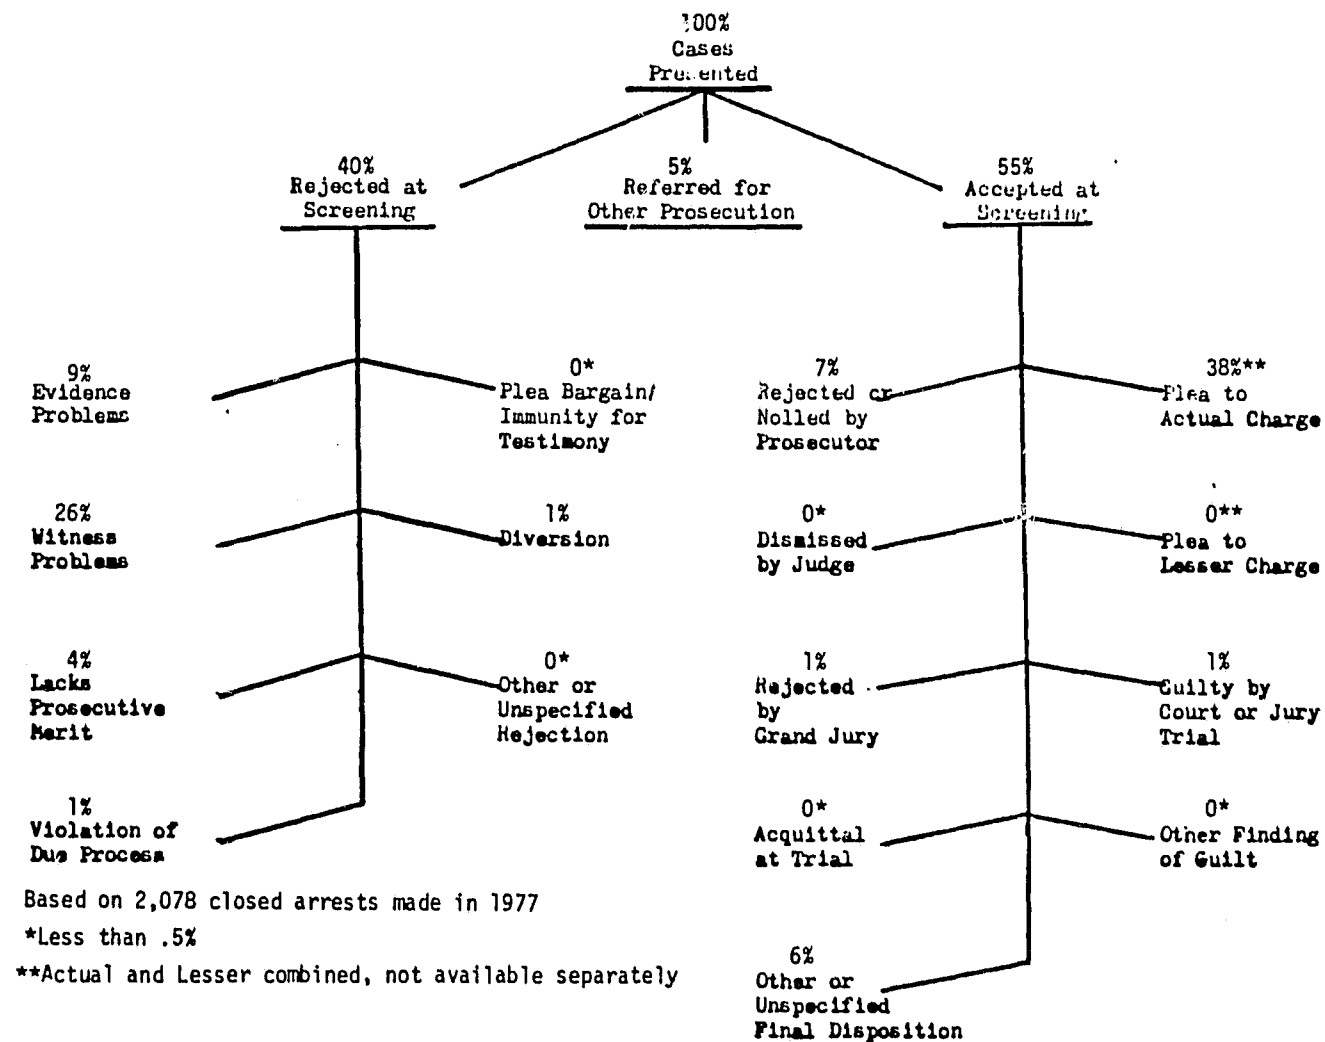 100%
Cases
Presented
40%
Rejected at
Screening
5%
Referred for
Other Prosecution
55%
Accepted at
Screening
9%
Evidence
Problems
0*
Plea Bargain/
Immunity for
Testimony
7%
Rejected or
Nolled by
Prosecutor
38%**
Plea to
Actual Charge
26%
Witness
Problems
1%
Diversion
0*
Dismissed
by Judge
0**
Plea to
Lesser Charge
4%
Lacks
Prosecutive
Merit
0*
Other or
Unspecified
Rejection
1%
Rejected
by
Grand Jury
1%
Guilty by
Court or Jury
Trial
1%
Violation of
Due Process
0*
Acquittal
at Trial
0*
Other Finding
of Guilt
Based on 2,078 closed arrests made in 1977
*Less than .5%
**Actual and Lesser combined, not available separately
6%
Other or
Unspecified
Final Disposition